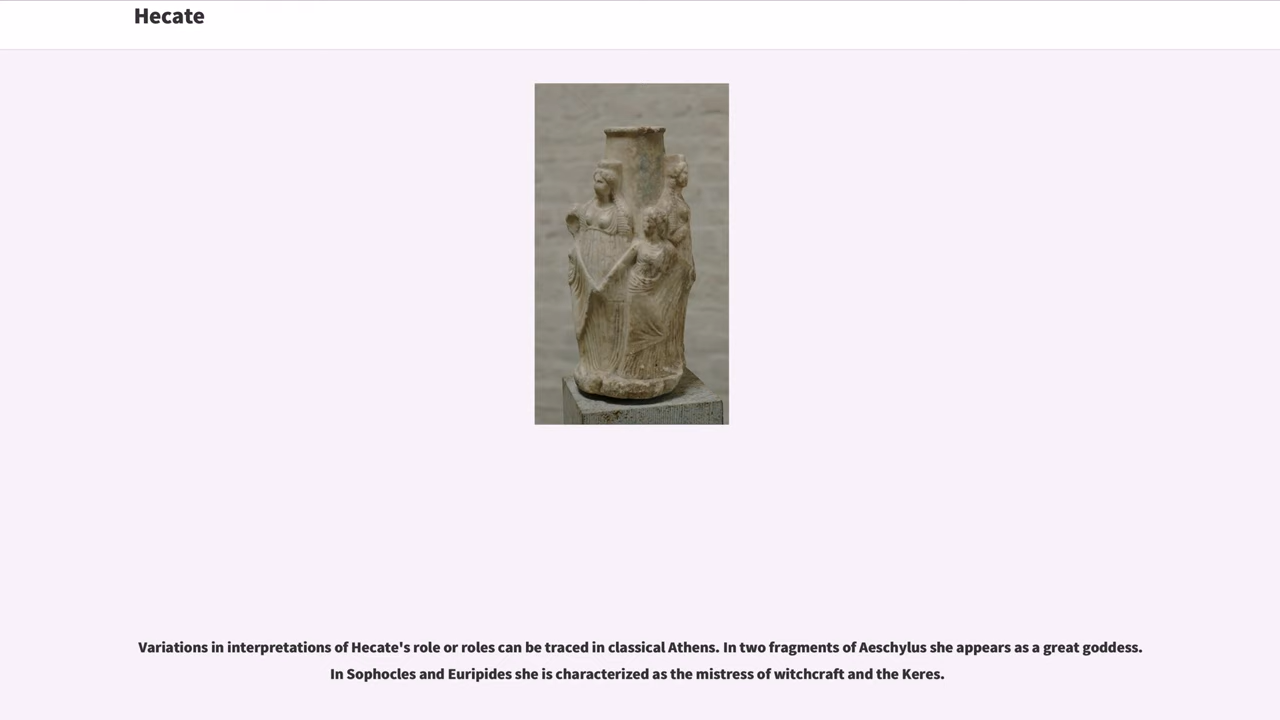 Hecate
Variations in interpretations of Hecate's role or roles can be traced in classical Athens. In two fragments of Aeschylus she appears as a great goddess.
In Sophocles and Euripides she is characterized as the mistress of witchcraft and the Keres.